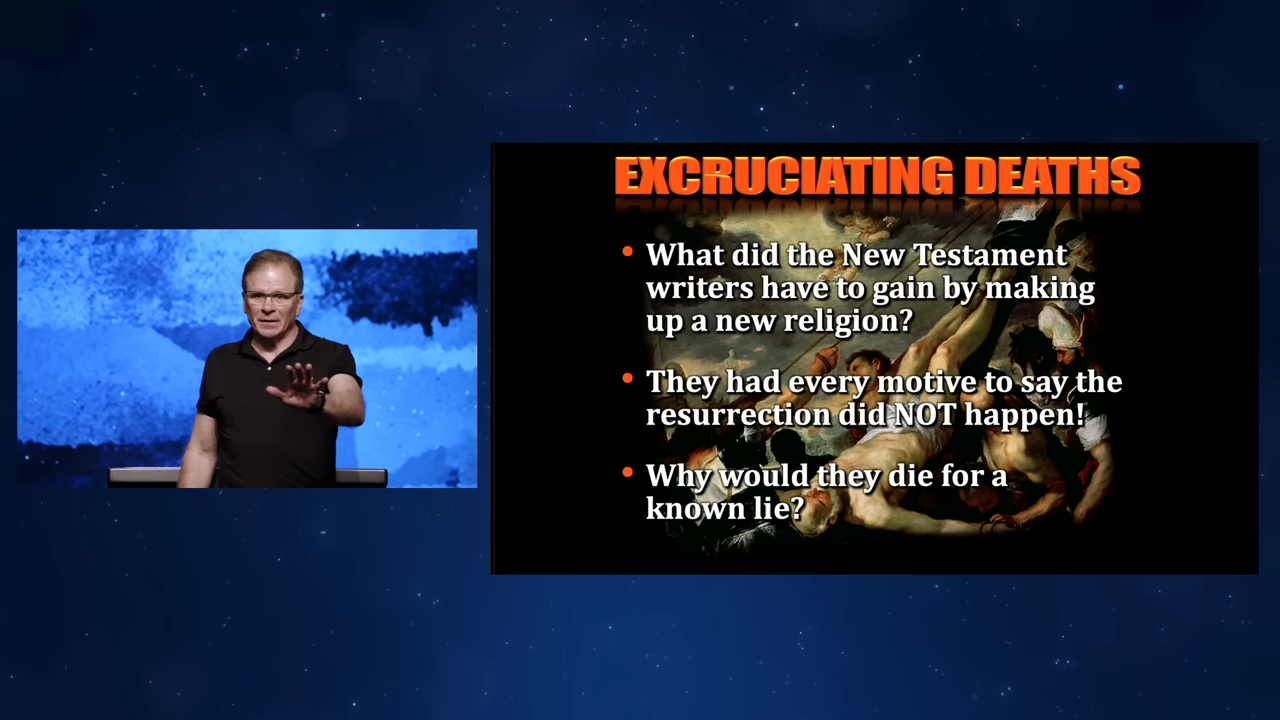 EXCRUCIATING DEATHS
• What did the New Testament
writers have to gain by making
up a new religion?
• They had every motive to say the
resurrection did NOT happen!
• Why would they die for a
known lie?